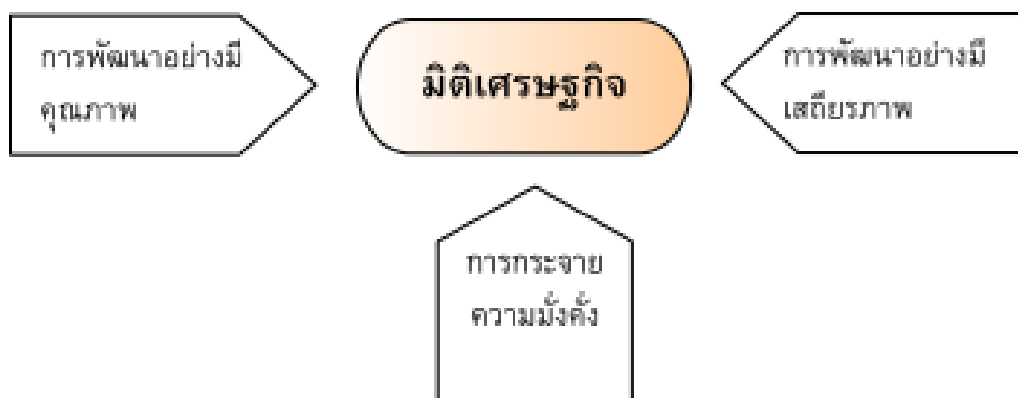 การพัฒนาอย่างมี
คุณภาพ
มิติเศรษฐกิจ
การพัฒนาอย่างมี
เสถียรภาพ
การกระจาย
ความมั่งคั่ง